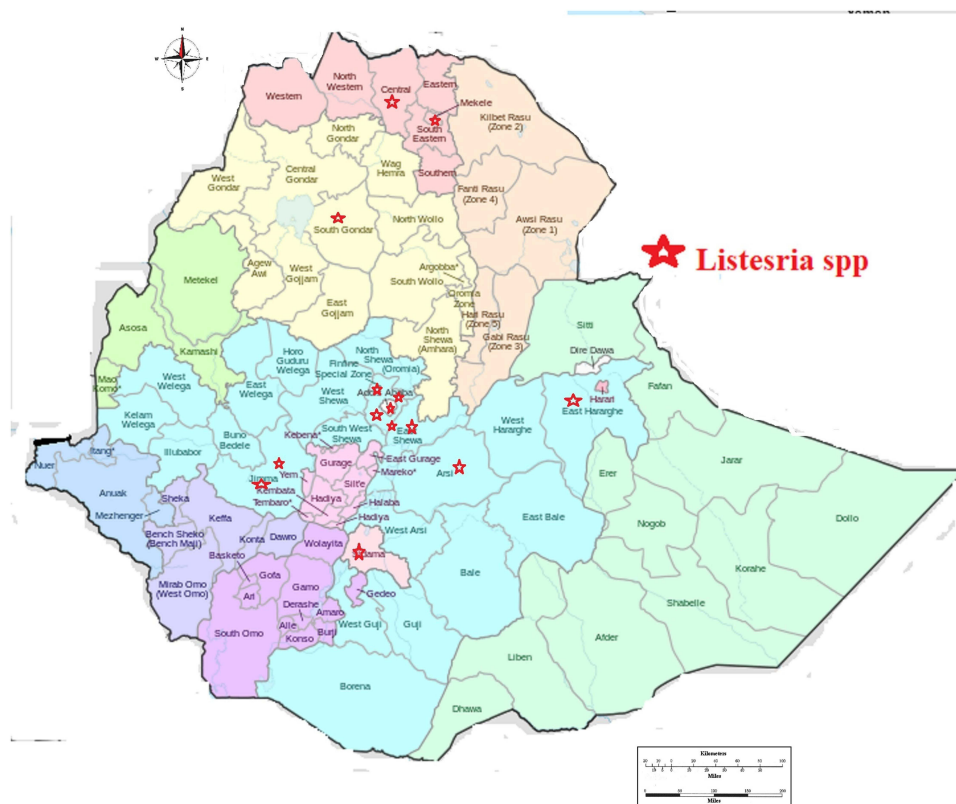 Yemen
N
W
E
S
North
Western
Central
Eastern
Western
Mekele
Kilbet Rasu
(Zone 2)
South
Eastern
North
Gondar
Wag
Hemra
Southern
Central
Gondar
West
Gondar
Fanti Rasu
(Zone 4)
North Wollo
Awsi Rasu
(Zone 1)
South Gondar
Listesria spp
Agew
Awi
West
Gojjam
Argobba*
South Wollo
Metekel
Oromia
Zone
East
Gojjam
Hari Rasu
(Zone 5)
Asosa
North
Shewa
(Amhara)
Gabi Rasu
(Zone 3)
Sitti
Kamashi
Horo
Guduru
Welega
North
Shewa
(Oromia)
Dire Dawa
Finfine
Special Zone
Mao
Komo*
West
Welega
East
Welega
West
Shewa
Harari
Fafan
East Hararghe
Kelam
Welega
West
Hararghe
South West
Shewa
East
Shewa
Buno
Bedele
Kebena*
Itang*
Illubabor
East Gurage
Nuer
Gurage
Mareko*
Arsi
Jarar
Jimma
Yem
Silt'e
Erer
Anuak
Kembata
Tembaro*
Hadiya
Halaba
Sheka
Mezhenger
Keffa
Hadiya
East Bale
Dollo
Nogob
West Arsi
Bench Sheko
(Bench Maji)
Konta
Dawro
Wolayita
Sidama
Basketo
Korahe
Bale
Gofa
Mirab Omo
(West Omo)
Ari
Gamo
Gedeo
Shabelle
Derashe
Amaro
Alle
Burji
West Guji
Guji
South Omo
Konso
Afder
Liben
Borena
Dhawa
Kilometers
Miles
Miles